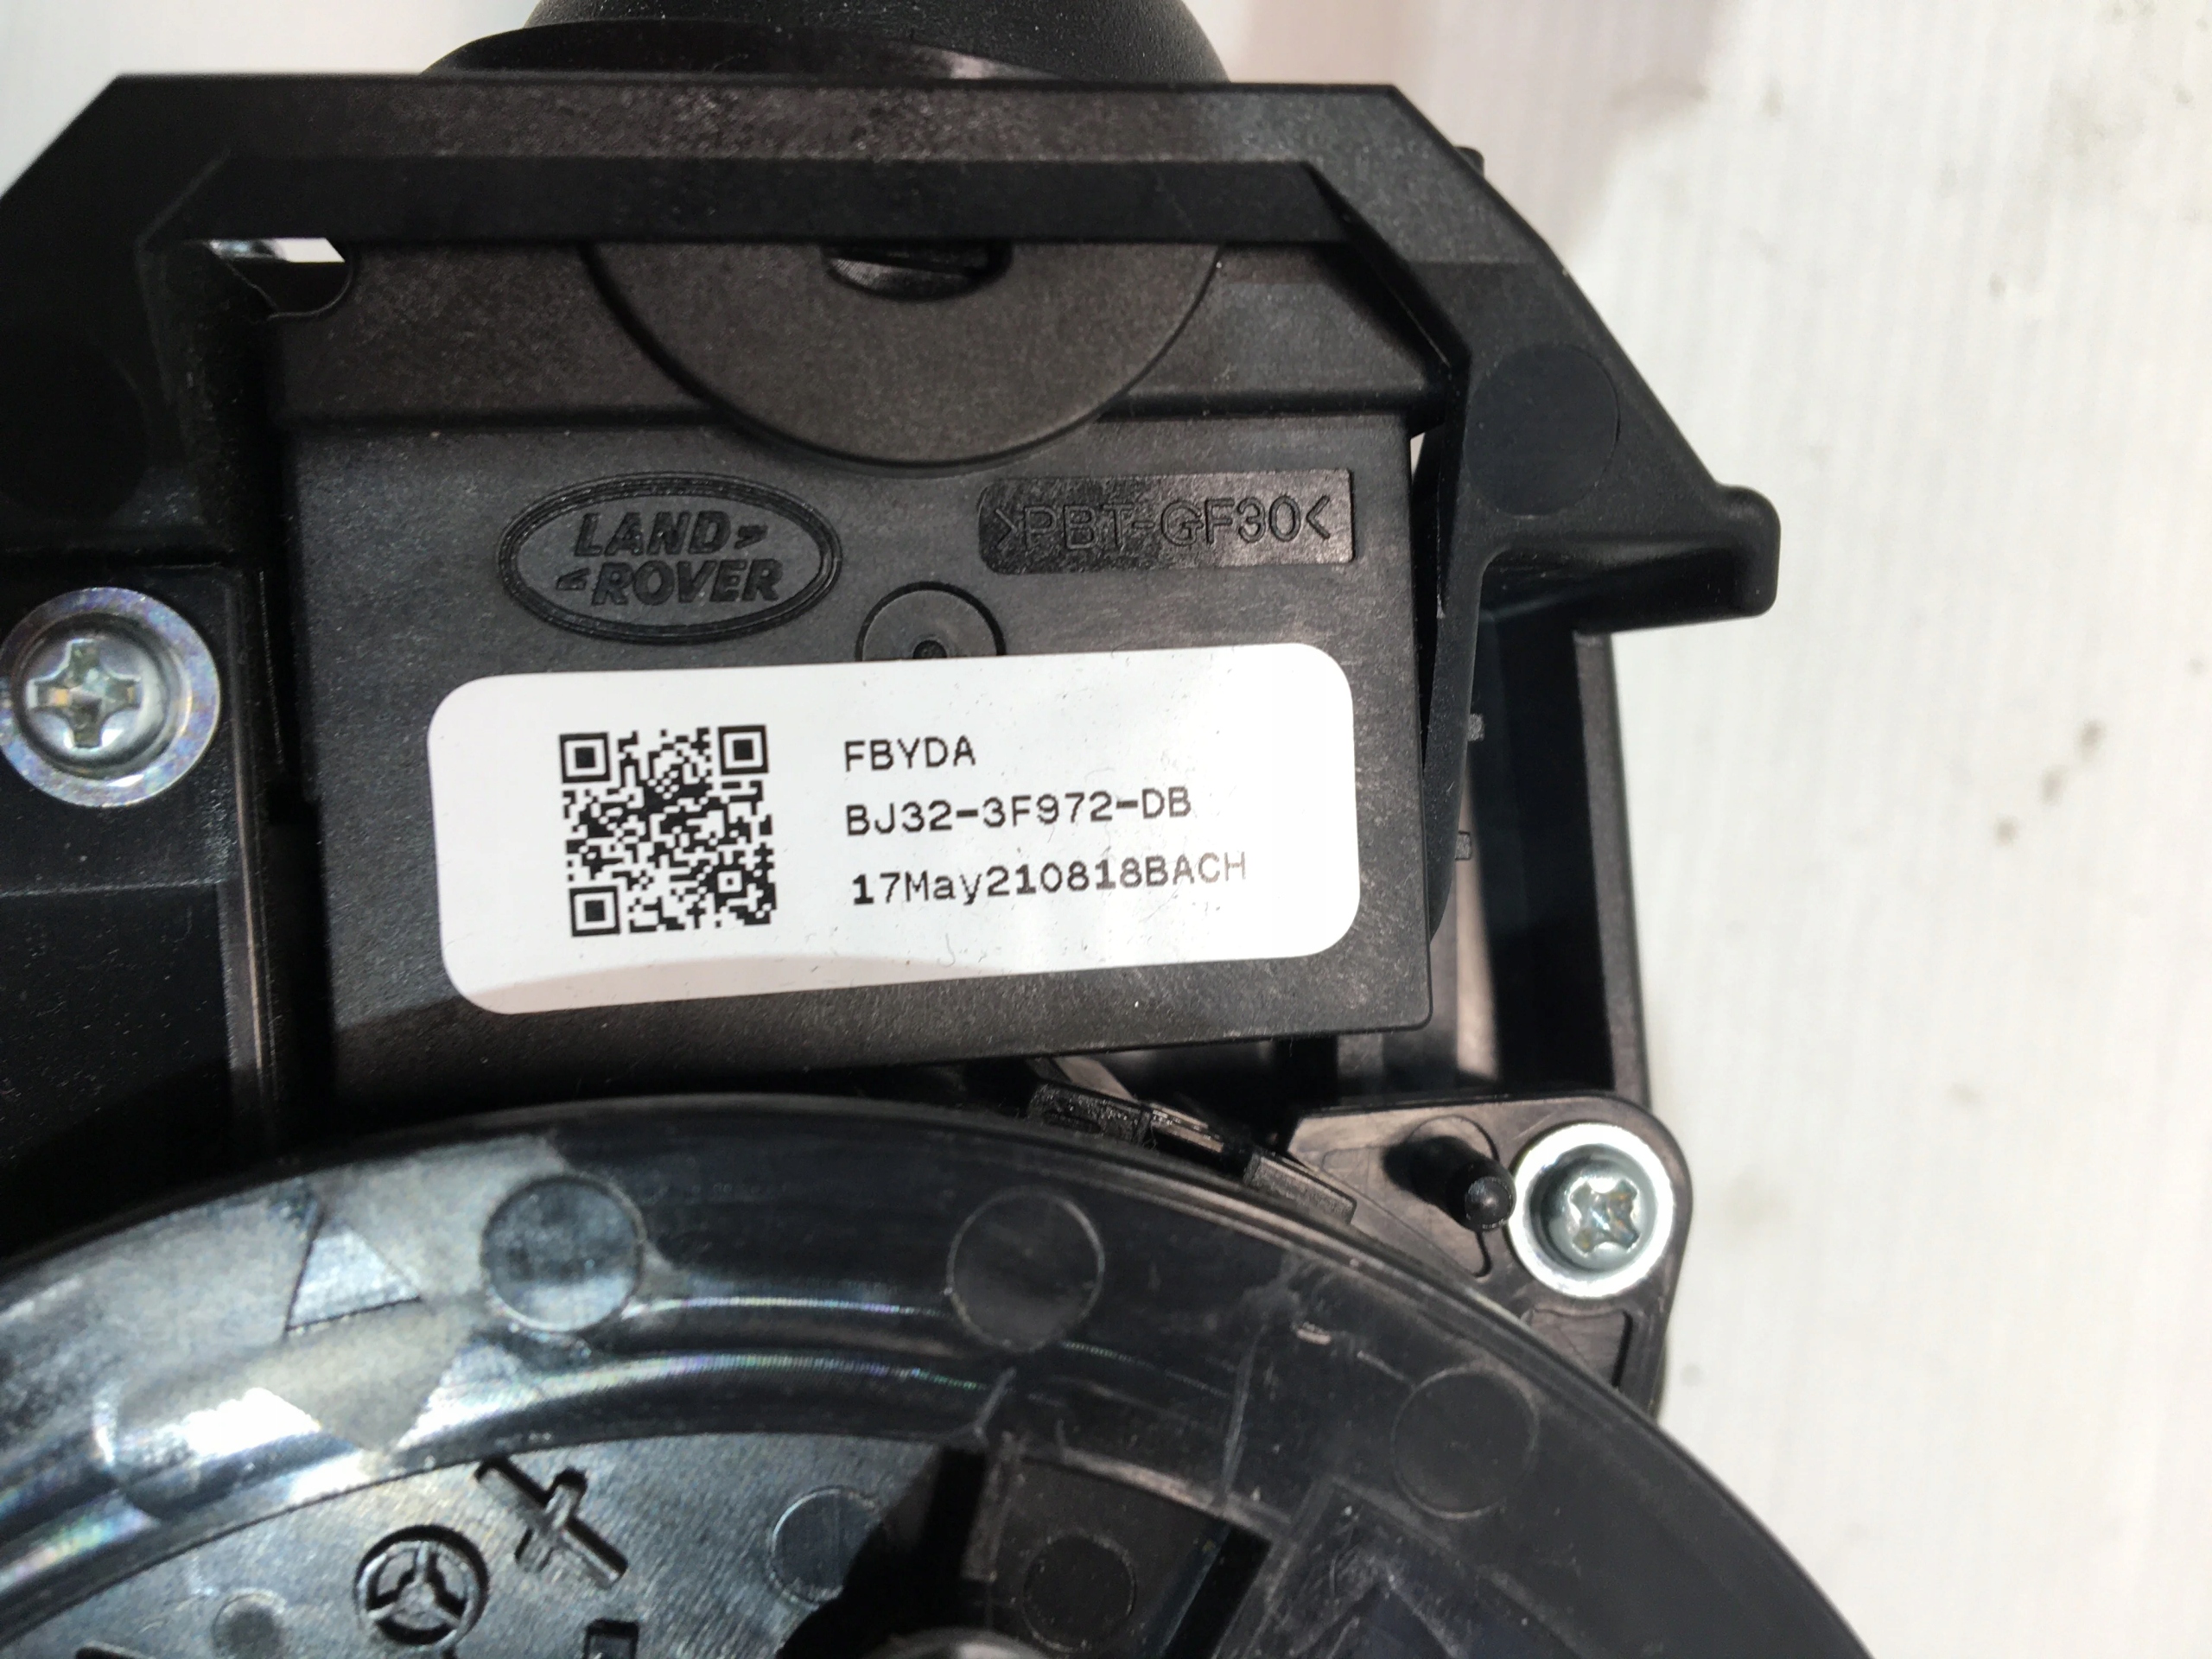 LAND
ROVER
>PBT-GF30<
FBYDA
BJ32-3F972-DB
17May210818BACH